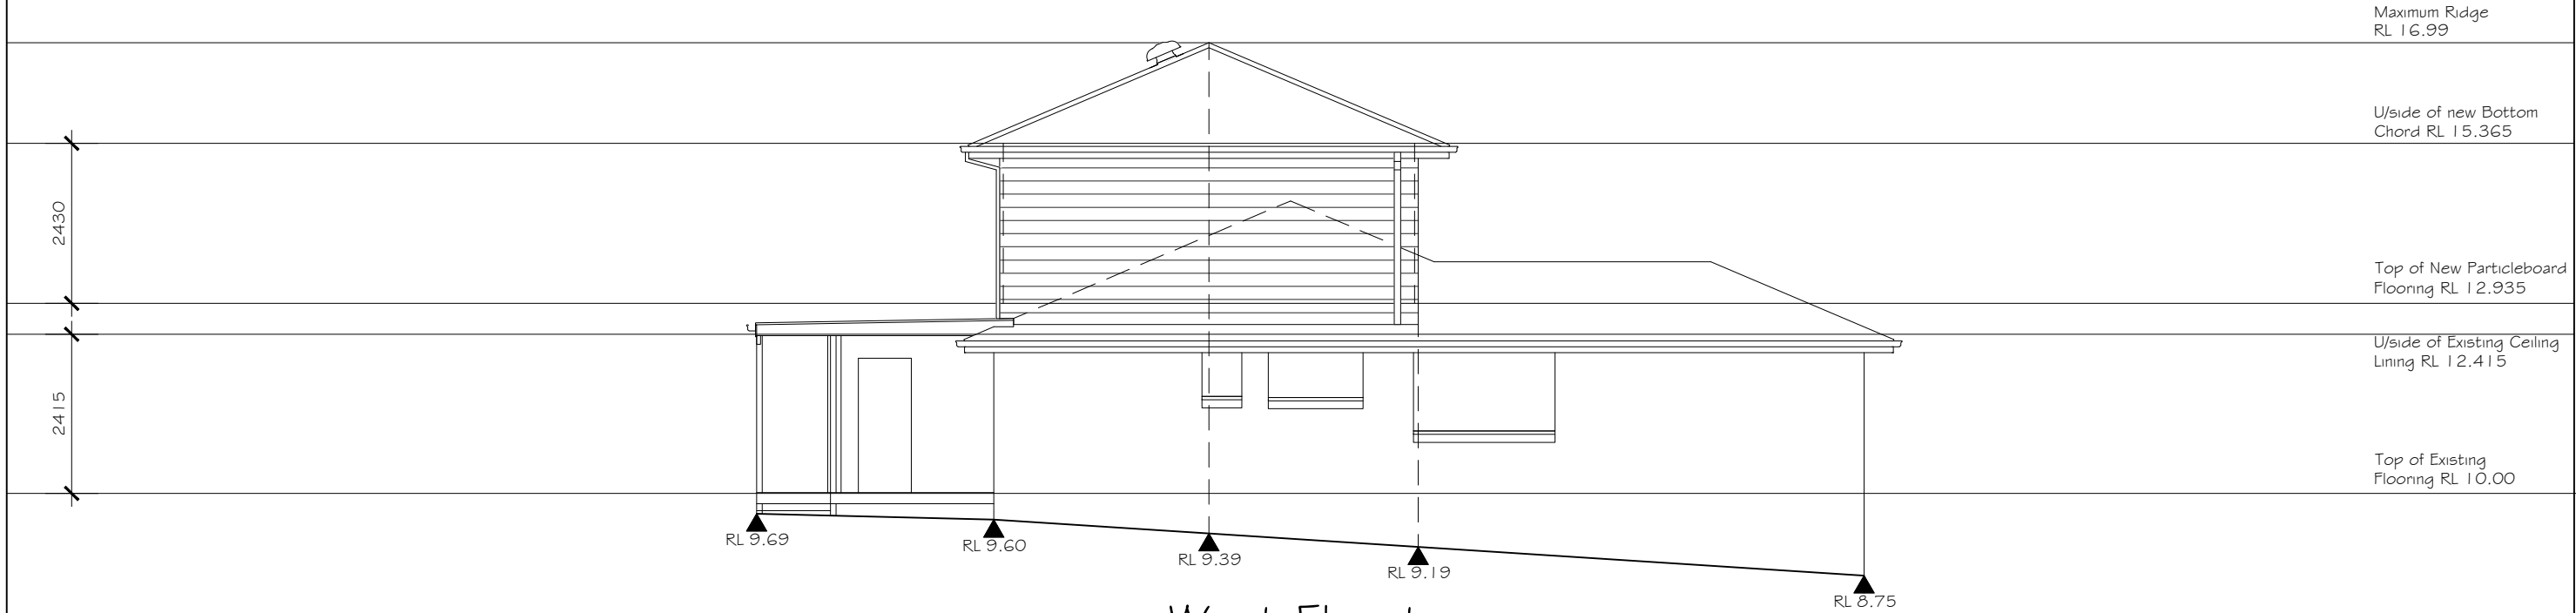 Maximum Ridge
RL 16.99
U/side of new Bottom
Chord RL 15.365
2430
Top of New Particleboard
Flooring RL 12.935
U/side of Existing Ceiling
Lining RL 12.415
2415
Top of Existing
Flooring RL 10.00
RL 9.69
RL 9.60
RL 9.39
RL 9.19
RL 8.75